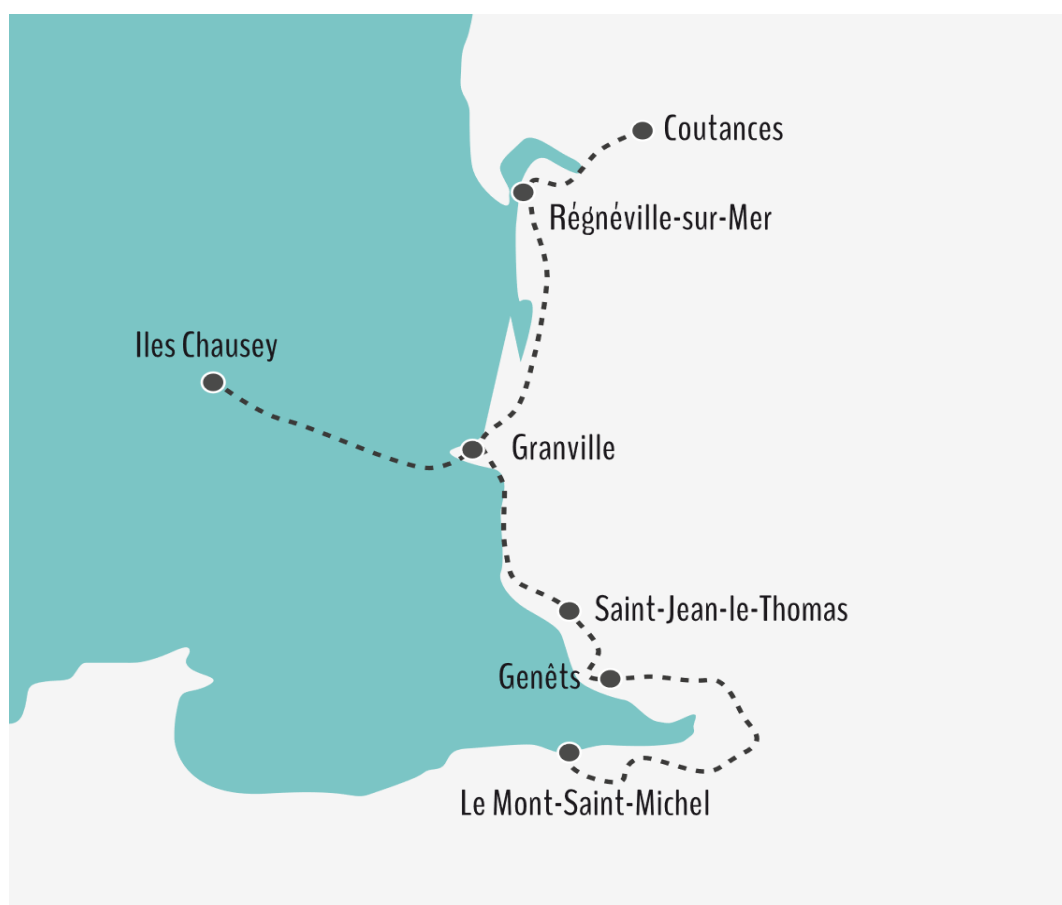 Coutances
Régnéville-sur-Mer
Iles Chausey
Granville
Saint-Jean-le-Thomas
Genêts
Le Mont-Saint-Michel